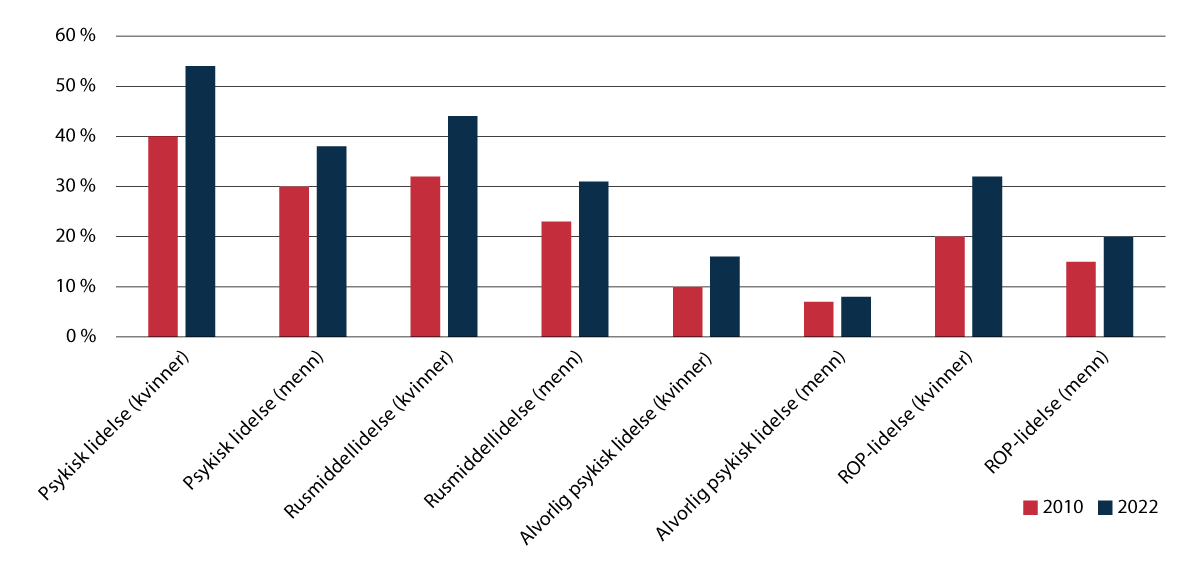 60 %
50 %
40 %
30 %
20 %
10 %
0 %
Psykisk lidelse (kvinner)
Psykisk lidelse (menn)
Rusmiddellidelse (kvinner)
Rusmiddellidelse (menn)
Alvorlig psykisk lidelse (kvinner)
Alvorlig psykisk lidelse (menn)
ROP-lidelse (kvinner)
ROP-lidelse (menn)
2010
2022